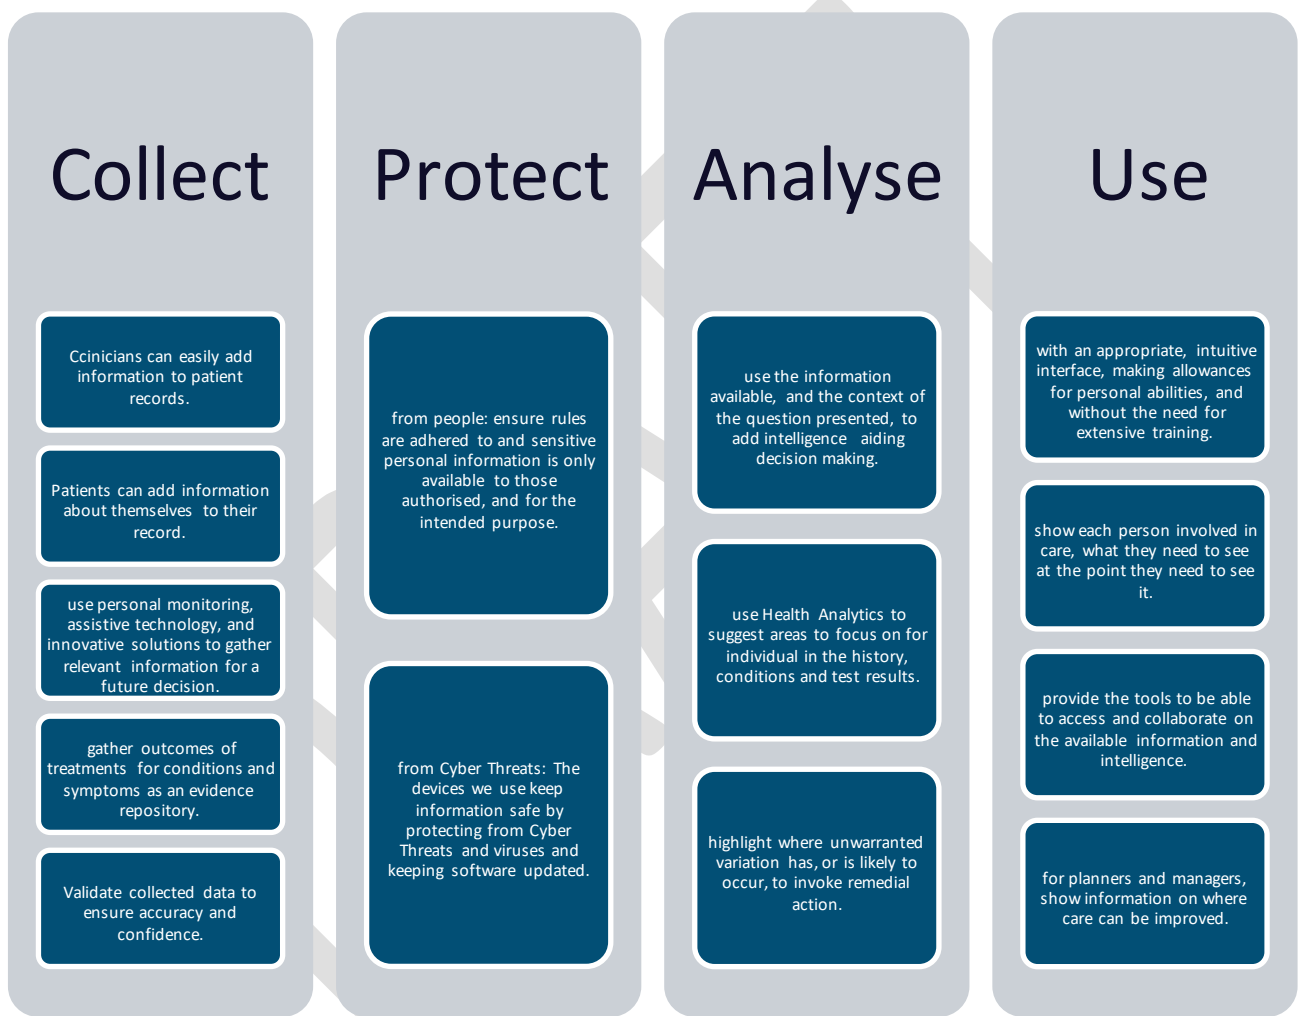 Collect
Ccinicians can easily add
information to patient
records.
Patients can add information
about themselves to their
record.
use personal monitoring,
assistive technology, and
innovative solutions to gather
relevant information for a
future decision.
gather outcomes of
treatments for conditions and
symptoms as an evidence
repository.
Validate collected data to
ensure accuracy and
confidence.
Protect
from people: ensure rules
are adhered to and sensitive
personal information is only
available to those
authorised, and for the
intended purpose.
from Cyber Threats: The
devices we use keep
information safe by
protecting from Cyber
Threats and viruses and
keeping software updated.
Analyse
use the information
available, and the context of
the question presented, to
add intelligence aiding
decision making.
use Health Analytics to
suggest areas to focus on for
individual in the history,
conditions and test results.
highlight where unwarranted
variation has, or is likely to
occur, to invoke remedial
action.
Use
with an appropriate, intuitive
interface, making allowances
for personal abilities, and
without the need for
extensive training.
show each person involved in
care, what they need to see
at the point they need to see
it.
provide the tools to be able
to access and collaborate on
the available information and
intelligence.
for planners and managers,
show information on where
care can be improved.